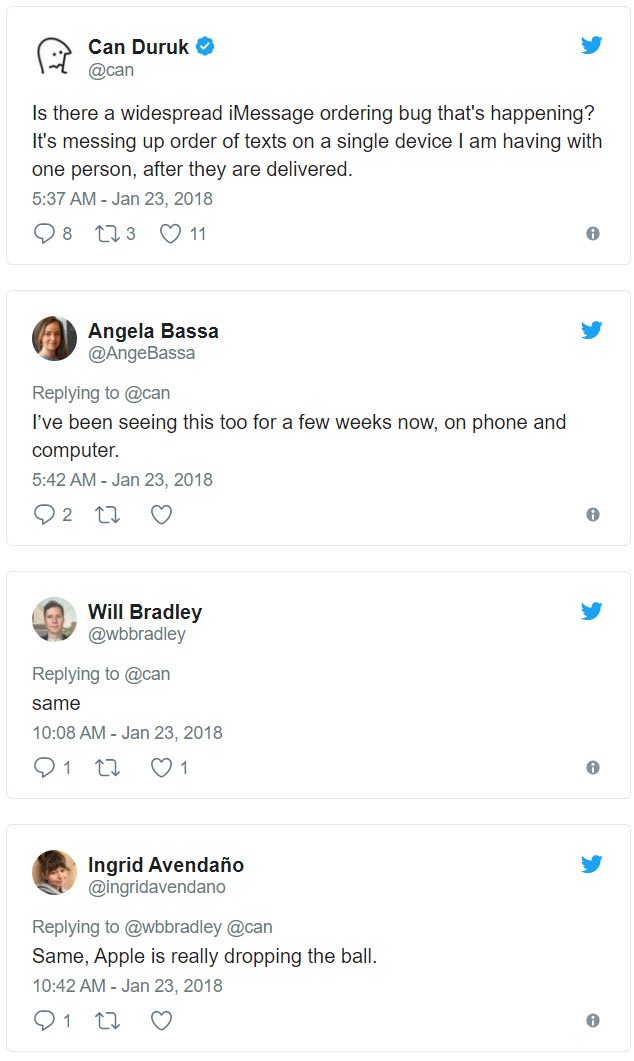 Can Duruk
@can
Is there a widespread iMessage ordering bug that's happening?
It's messing up order of texts on a single device I am having with
one person, after they are delivered.
5:37 AM - Jan 23, 2018
8 3 11
Angela Bassa
@AngeBassa
Replying to @can
I’ve been seeing this too for a few weeks now, on phone and
computer.
5:42 AM - Jan 23, 2018
2
Will Bradley
@wbbradley
Replying to @can
same
10:08 AM - Jan 23, 2018
1 1
Ingrid Avendaño
@ingridavendano
Replying to @wbbradley @can
Same, Apple is really dropping the ball.
10:42 AM - Jan 23, 2018
1